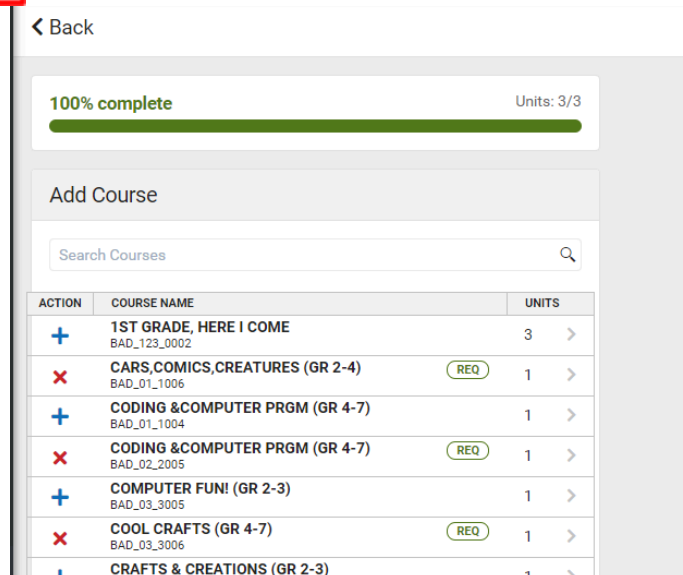 Back
100% complete Units: 3/3
Add Course
Search Courses
ACTION COURSE NAME UNITS
1ST GRADE, HERE I COME 3
BAD_123_0002
CARS,COMICS,CREATURES (GR 2-4) REQ 1
BAD_01_1006
CODING &COMPUTER PRGM (GR 4-7) 1
BAD_01_1004
CODING &COMPUTER PRGM (GR 4-7) REQ 1
BAD_02_2005
COMPUTER FUN! (GR 2-3) 1
BAD_03_3005
COOL CRAFTS (GR 4-7) REQ 1
BAD_03_3006
CRAFTS & CREATIONS (GR 2-3) 1